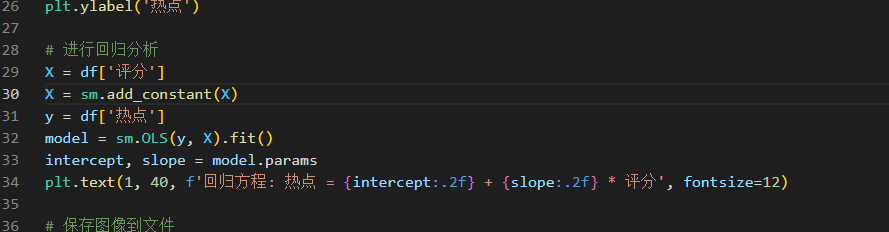 26 plt.ylabel('热点')
27
28 # 进行回归分析
29 X = df['评分']
30 X = sm.add_constant(X)
31 y = df['热点']
32 model = sm.OLS(y, X).fit()
33 intercept, slope = model.params
34 plt.text(1, 40, f'回归方程: 热点 = {intercept:.2f} + {slope:.2f} * 评分', fontsize=12)
35
36 # 保存图像到文件